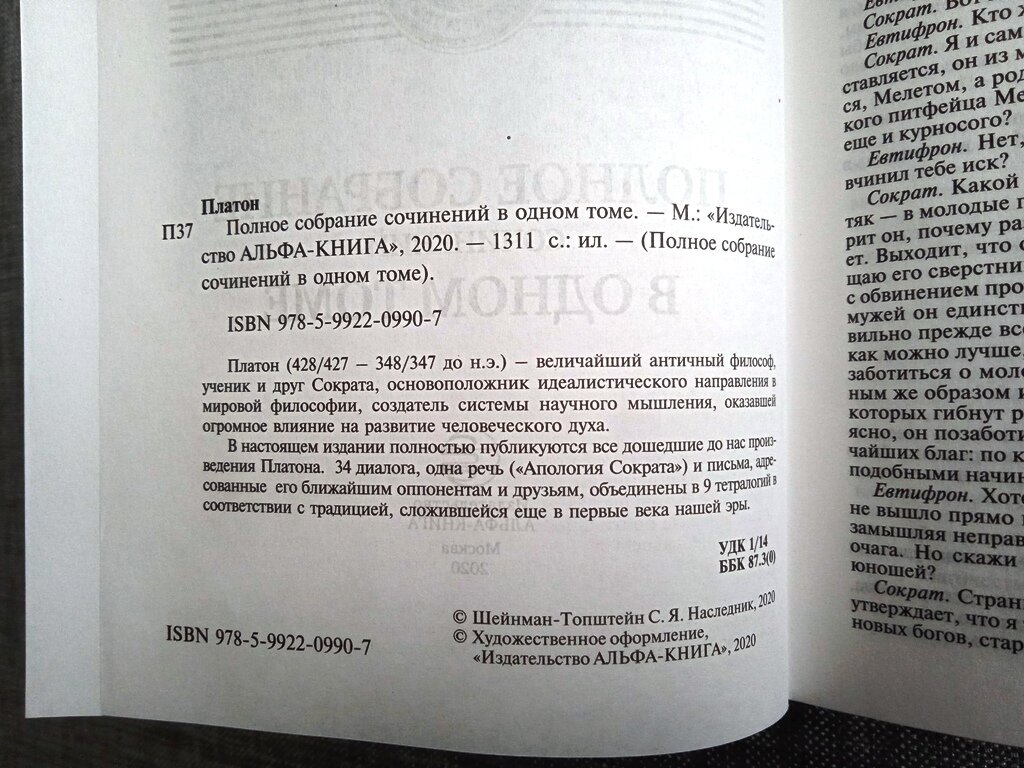 Платон
П37 Полное собрание сочинений в одном томе. — М.: «Издатель-
ство АЛЬФА-КНИГА», 2020. — 1311 с.: ил. — (Полное собрание
сочинений в одном томе).
ISBN 978-5-9922-0990-7
Платон (428/427 – 348/347 до н.э.) — величайший античный философ,
ученик и друг Сократа, основоположник идеалистического направления в
мировой философии, создатель системы научного мышления, оказавшей
огромное влияние на развитие человеческого духа.
В настоящем издании полностью публикуются все дошедшие до нас произ-
ведения Платона. 34 диалога, одна речь («Апология Сократа») и письма, адре-
сованные его ближайшим оппонентам и друзьям, объединены в 9 тетралогий в
соответствии с традицией, сложившейся еще в первые века нашей эры.
УДК 1/14
ББК 87.3(0)
© Шейнман-Топштейн С. Я. Наследник, 2020
© Художественное оформление,
«Издательство АЛЬФА-КНИГА», 2020
ISBN 978-5-9922-0990-7
Сократ.
Евтифрон. Кто
Сократ. Я и сам
ставляется, он из
ся, Мелетом, а род
кого питфейца Ме
еще и курносого?
Евтифрон. Нет,
вчинил тебе иск?
Сократ. Какой
тяк — в молодые
рит он, почему ра
ет. Выходит, что
щаю его сверстни
с обвинением про
мужей он единст
вильно прежде все
как можно лучше,
заботиться о моло
ным же образом и
которых гибнут р
ясно, он позаботи
чайших благ: по к
подобными начин
Евтифрон. Хоте
не вышло прямо
замышляя неправ
очага. Но скажи
юношей?
Сократ. Стран
утверждает, что я
новых богов, стар